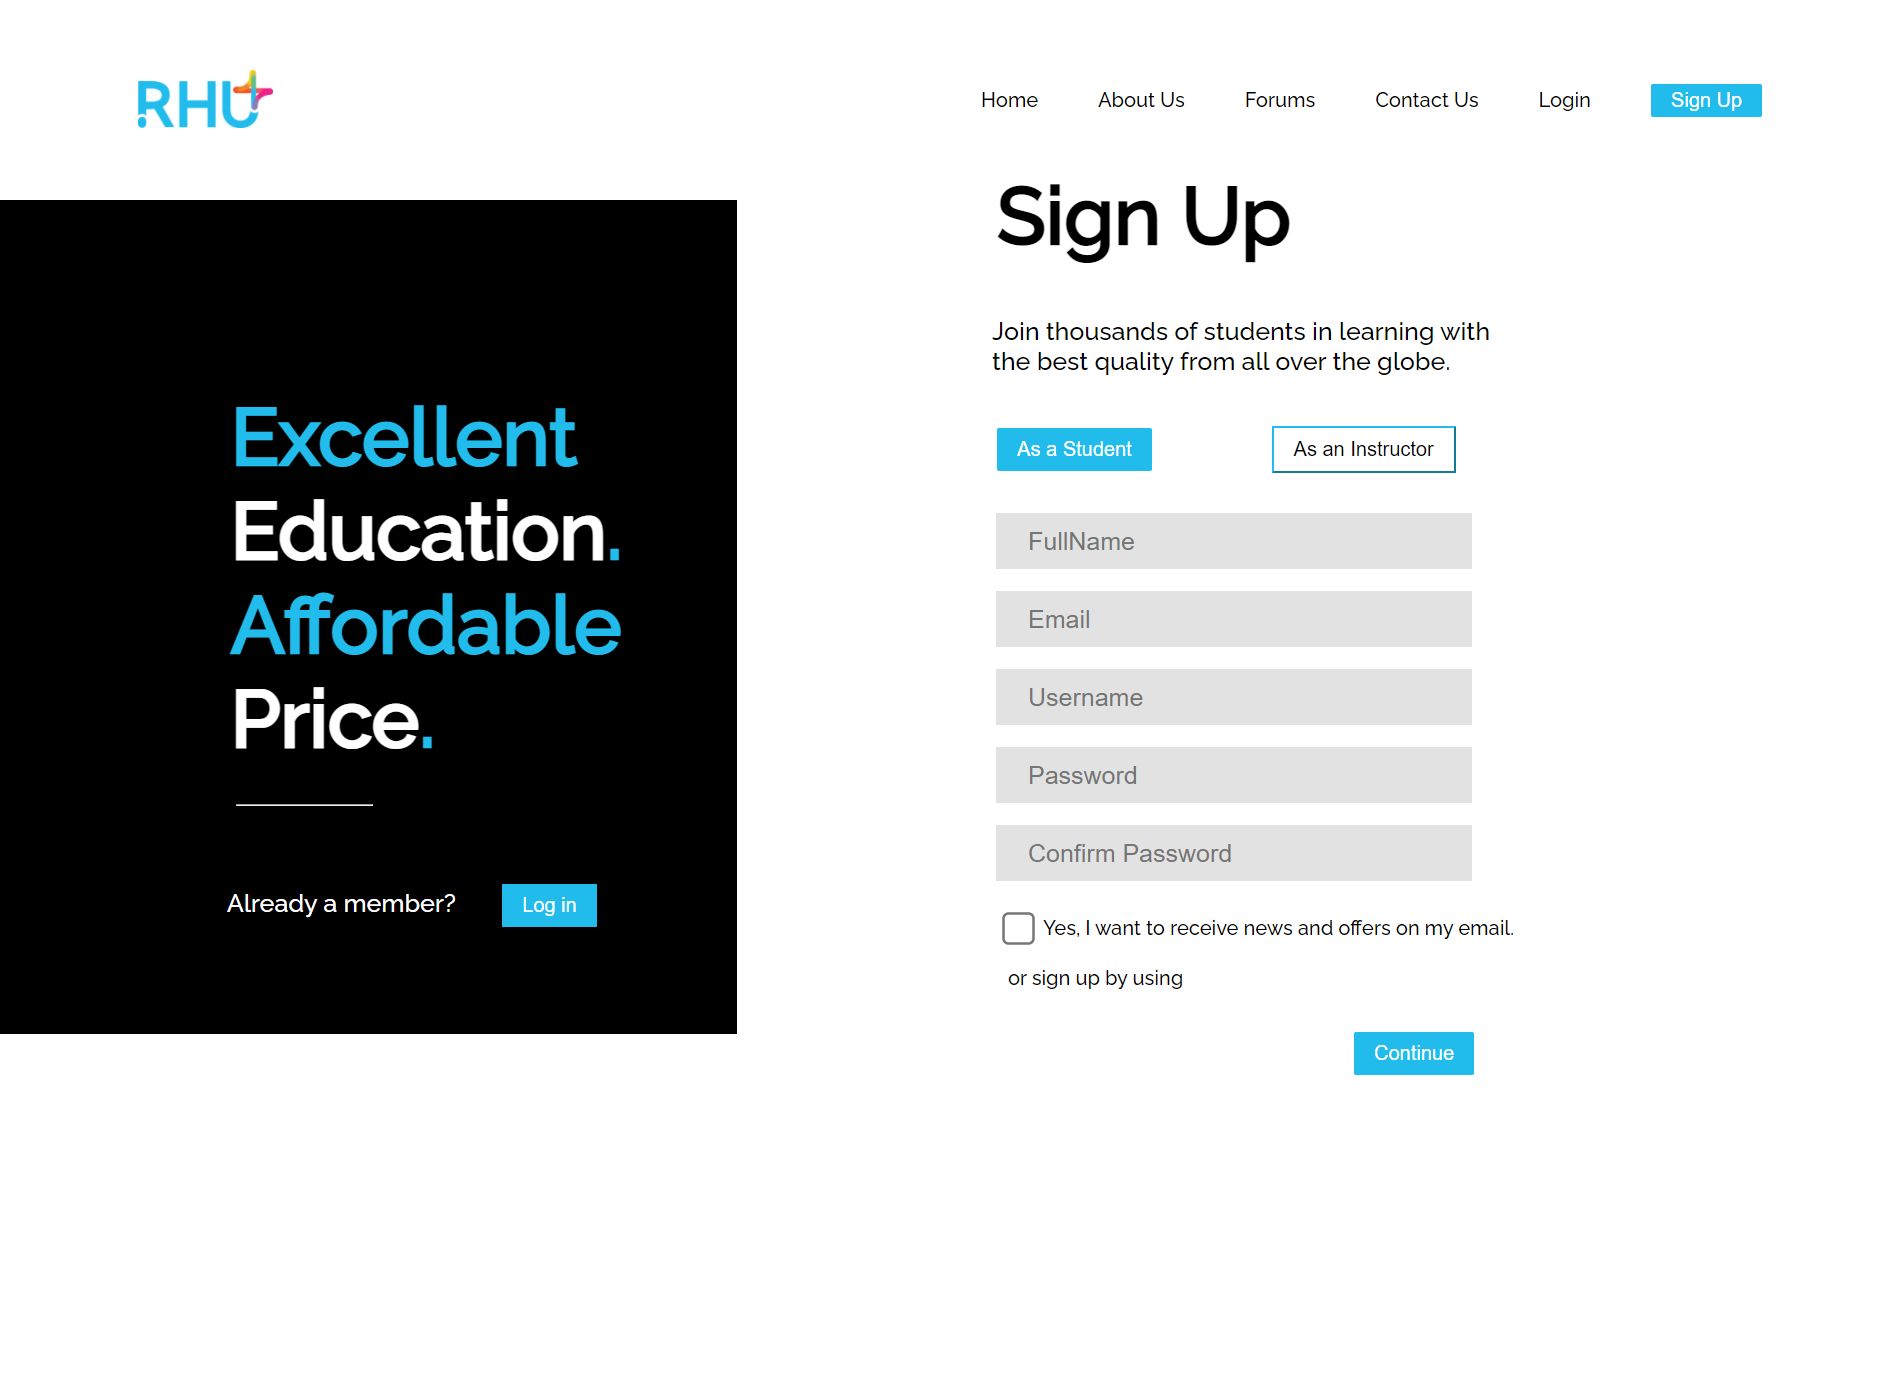 RHU
Home
About Us
Forums
Contact Us
Login
Sign Up
Excellent
Education.
Affordable
Price.
Already a member?
Log in
Sign Up
Join thousands of students in learning with
the best quality from all over the globe.
As a Student
As an Instructor
FullName
Email
Username
Password
Confirm Password
Yes, I want to receive news and offers on my email.
or sign up by using
Continue